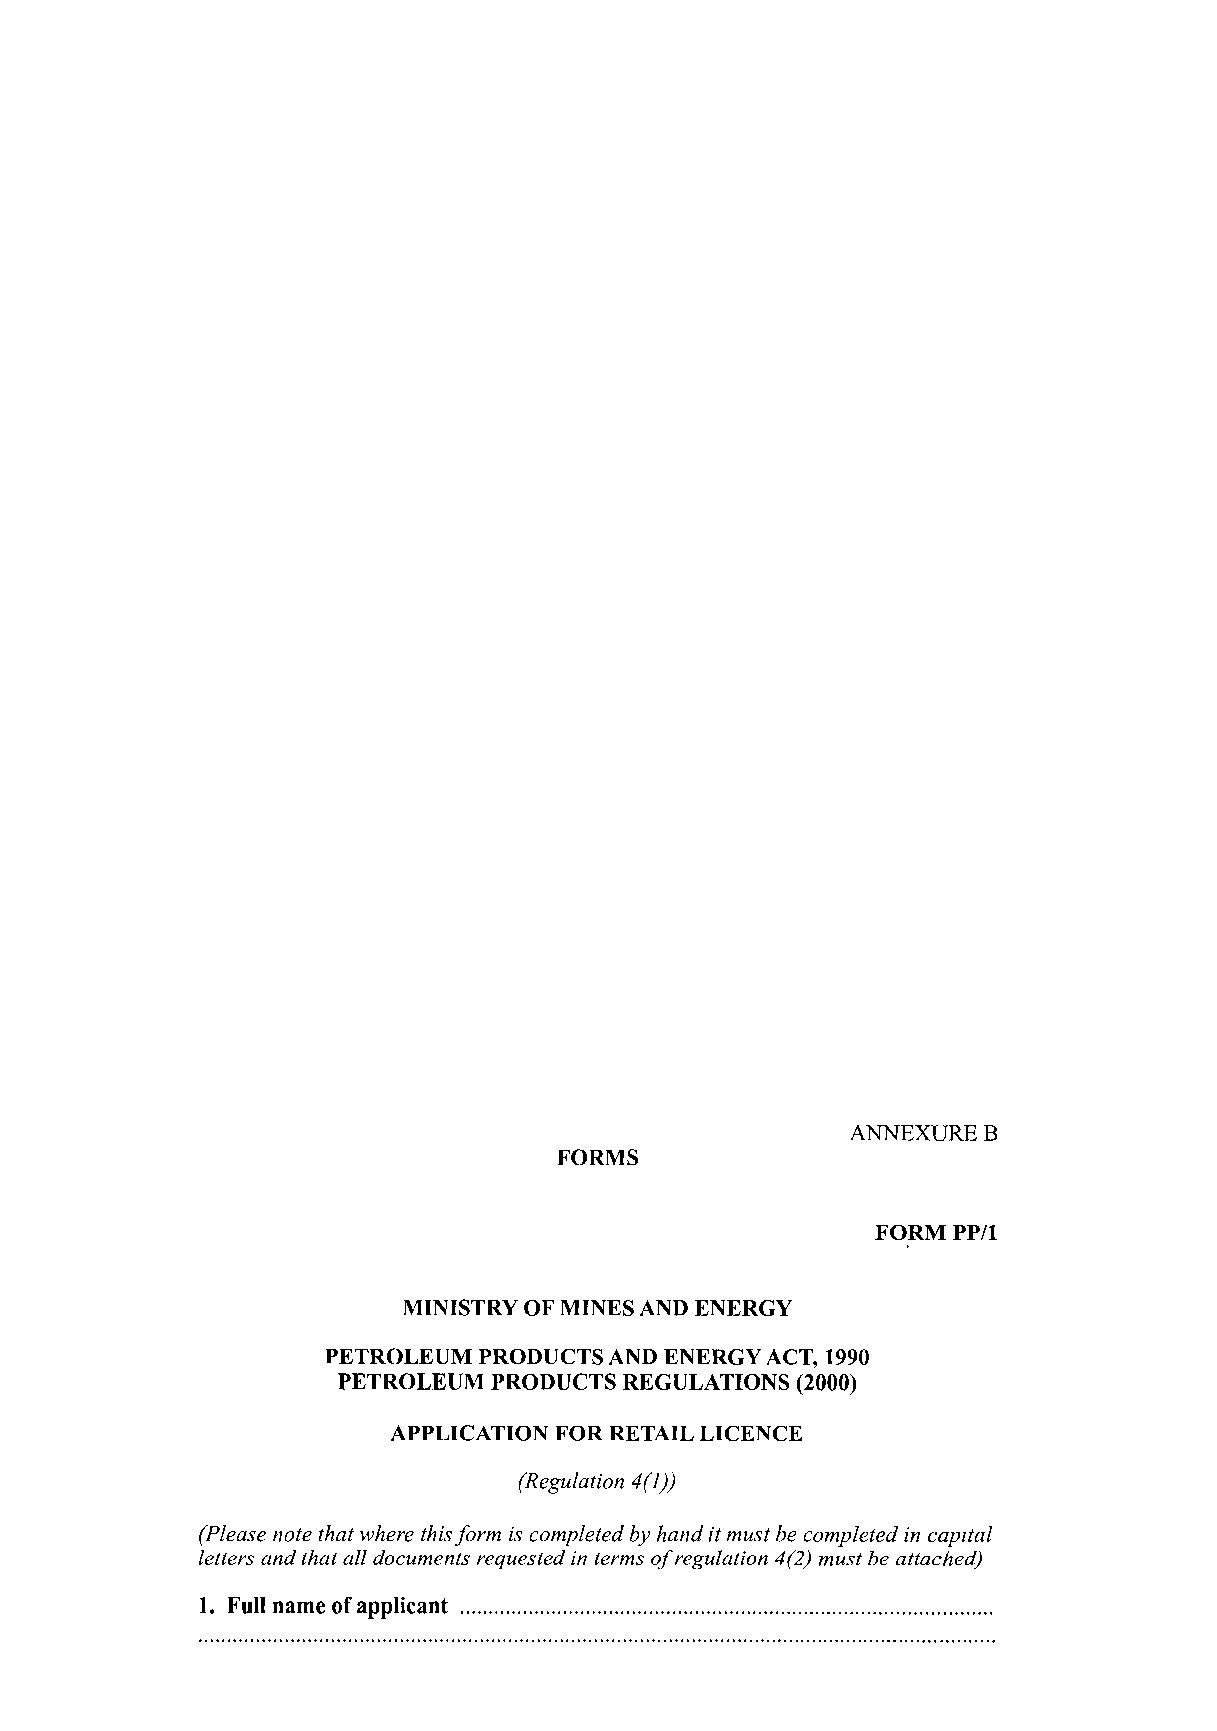 ANNEXURE B
FORMS
FORM PP/1
MINISTRY OF MINES AND ENERGY
PETROLEUM PRODUCTS AND ENERGY ACT, 1990
PETROLEUM PRODUCTS REGULATIONS (2000)
APPLICATION FOR RETAIL LICENCE
(Regulation 4(1))
(Please note that where this form is completed by hand it must be completed in capital
letters and that all documents requested in terms of regulation 4(2) must be attached)
1. Full name of applicant ..............................................................................................
............................................................................................................................................